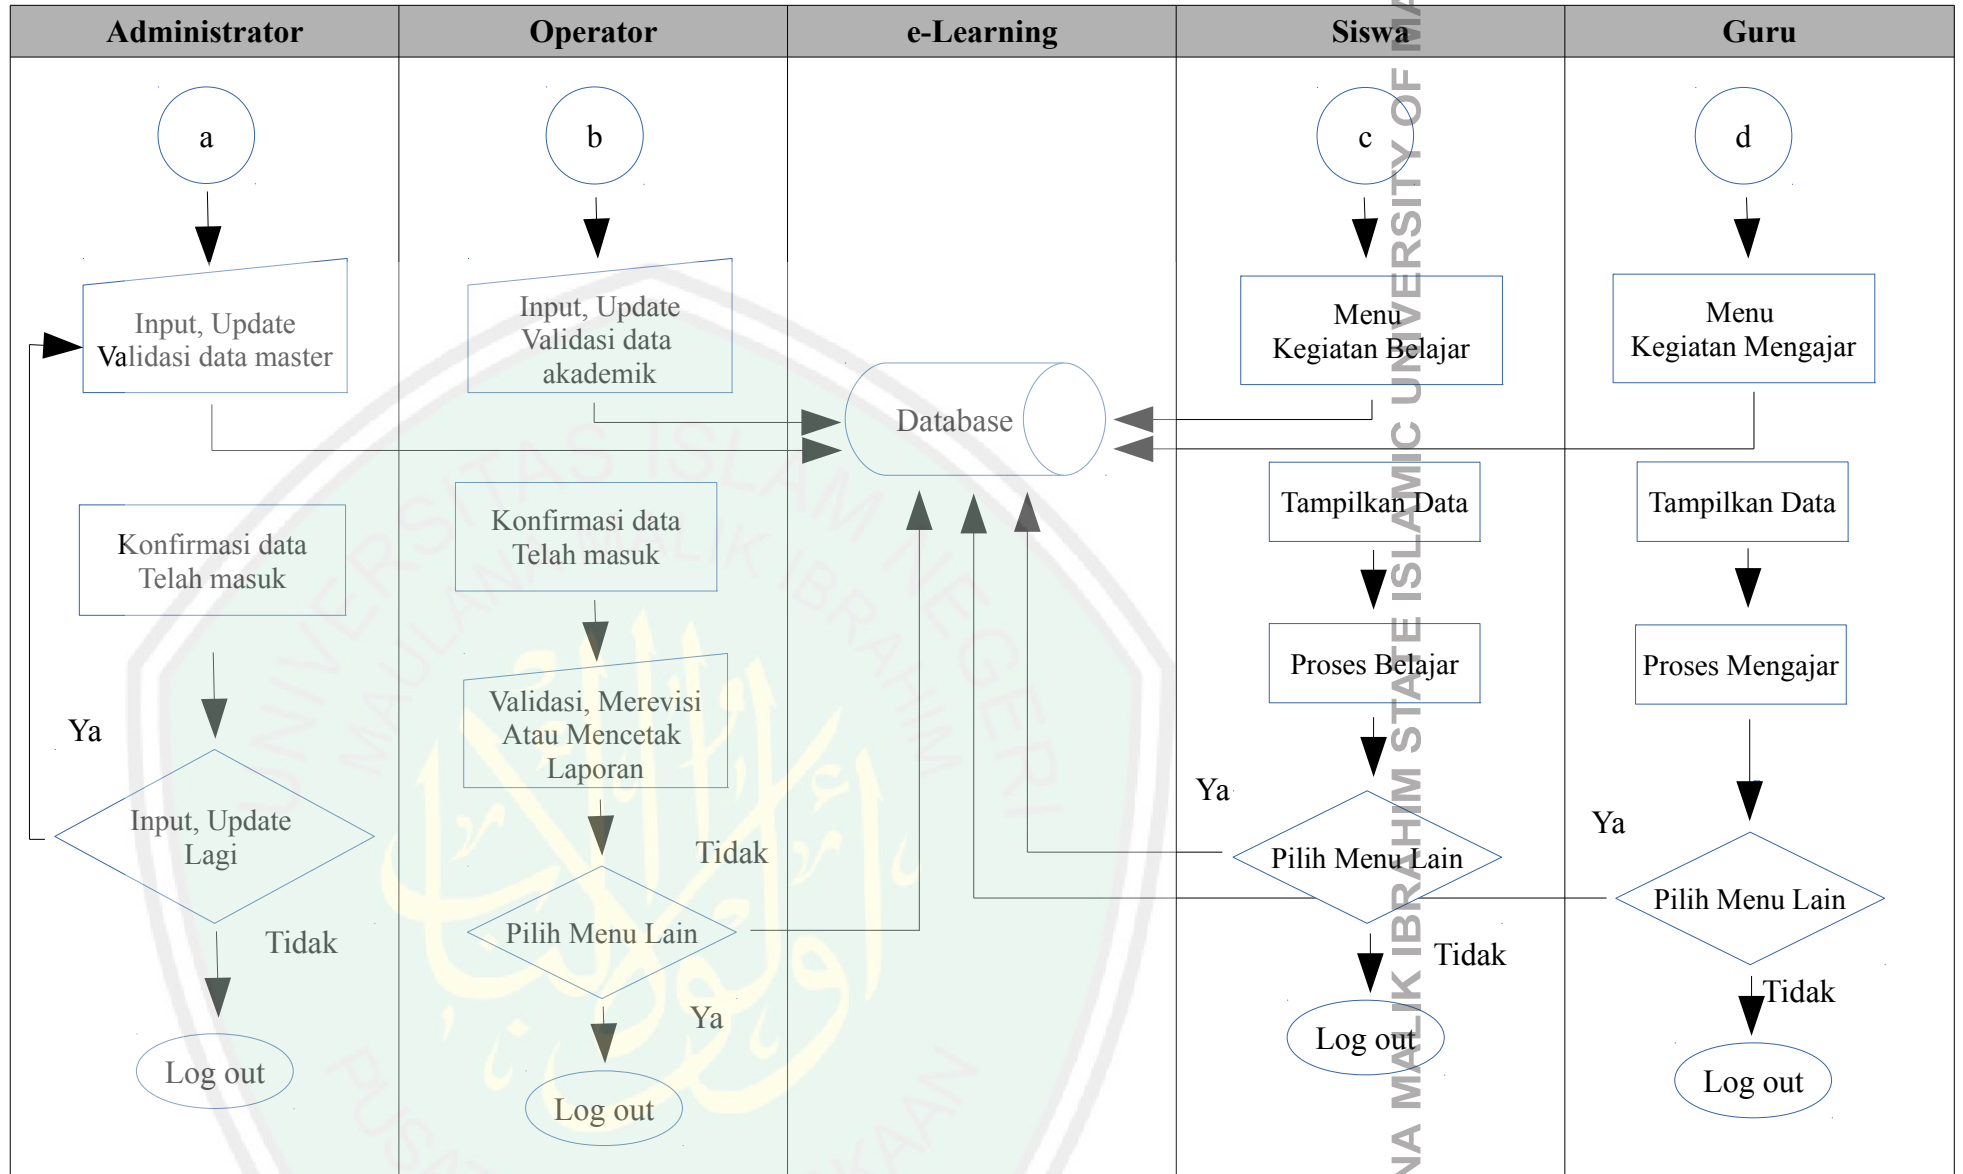 Administrator
Operator
e-Learning
Siswa
Guru
a
b
c
d
Input, Update
Validasi data master
Input, Update
Validasi data
akademik
Database
Menu
Kegiatan Belajar
Menu
Kegiatan Mengajar
Konfirmasi data
Telah masuk
Konfirmasi data
Telah masuk
Tampilkan Data
Tampilkan Data
Validasi, Merevisi
Atau Mencetak
Laporan
Proses Belajar
Proses Mengajar
Ya
Input, Update
Lagi
Tidak
Log out
Tidak
Pilih Menu Lain
Ya
Log out
Ya
Pilih Menu Lain
Tidak
Log out
Ya
Pilih Menu Lain
Tidak
Log out
UNIVERSITAS ISLAM NEGERI
MAULANA MALIK IBRAHIM
MALIK IBRAHIM STATE ISLAMIC UNIVERSITY OF